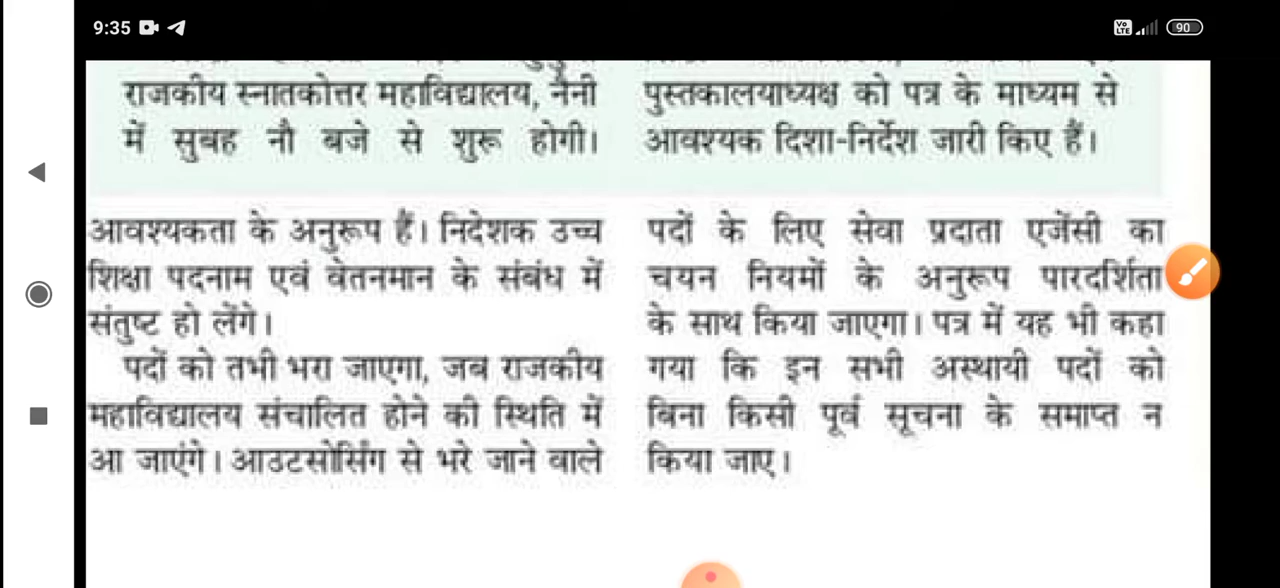 9:35
Vo LTE
90
राजकीय स्नातकोत्तर महाविद्यालय, नैनी
में सुबह नौ बजे से शुरू होगी।
पुस्तकालयाध्यक्ष को पत्र के माध्यम से
आवश्यक दिशा-निर्देश जारी किए हैं।
आवश्यकता के अनुरूप हैं। निदेशक उच्च
शिक्षा पदनाम एवं वेतनमान के संबंध में
संतुष्ट हो लेंगे।
पदों को तभी भरा जाएगा, जब राजकीय
महाविद्यालय संचालित होने की स्थिति में
आ जाएंगे। आउटसोर्सिंग से भरे जाने वाले
पदों के लिए सेवा प्रदाता एजेंसी का
चयन नियमों के अनुरूप पारदर्शिता
के साथ किया जाएगा। पत्र में यह भी कहा
गया कि इन सभी अस्थायी पदों को
बिना किसी पूर्व सूचना के समाप्त न
किया जाए।